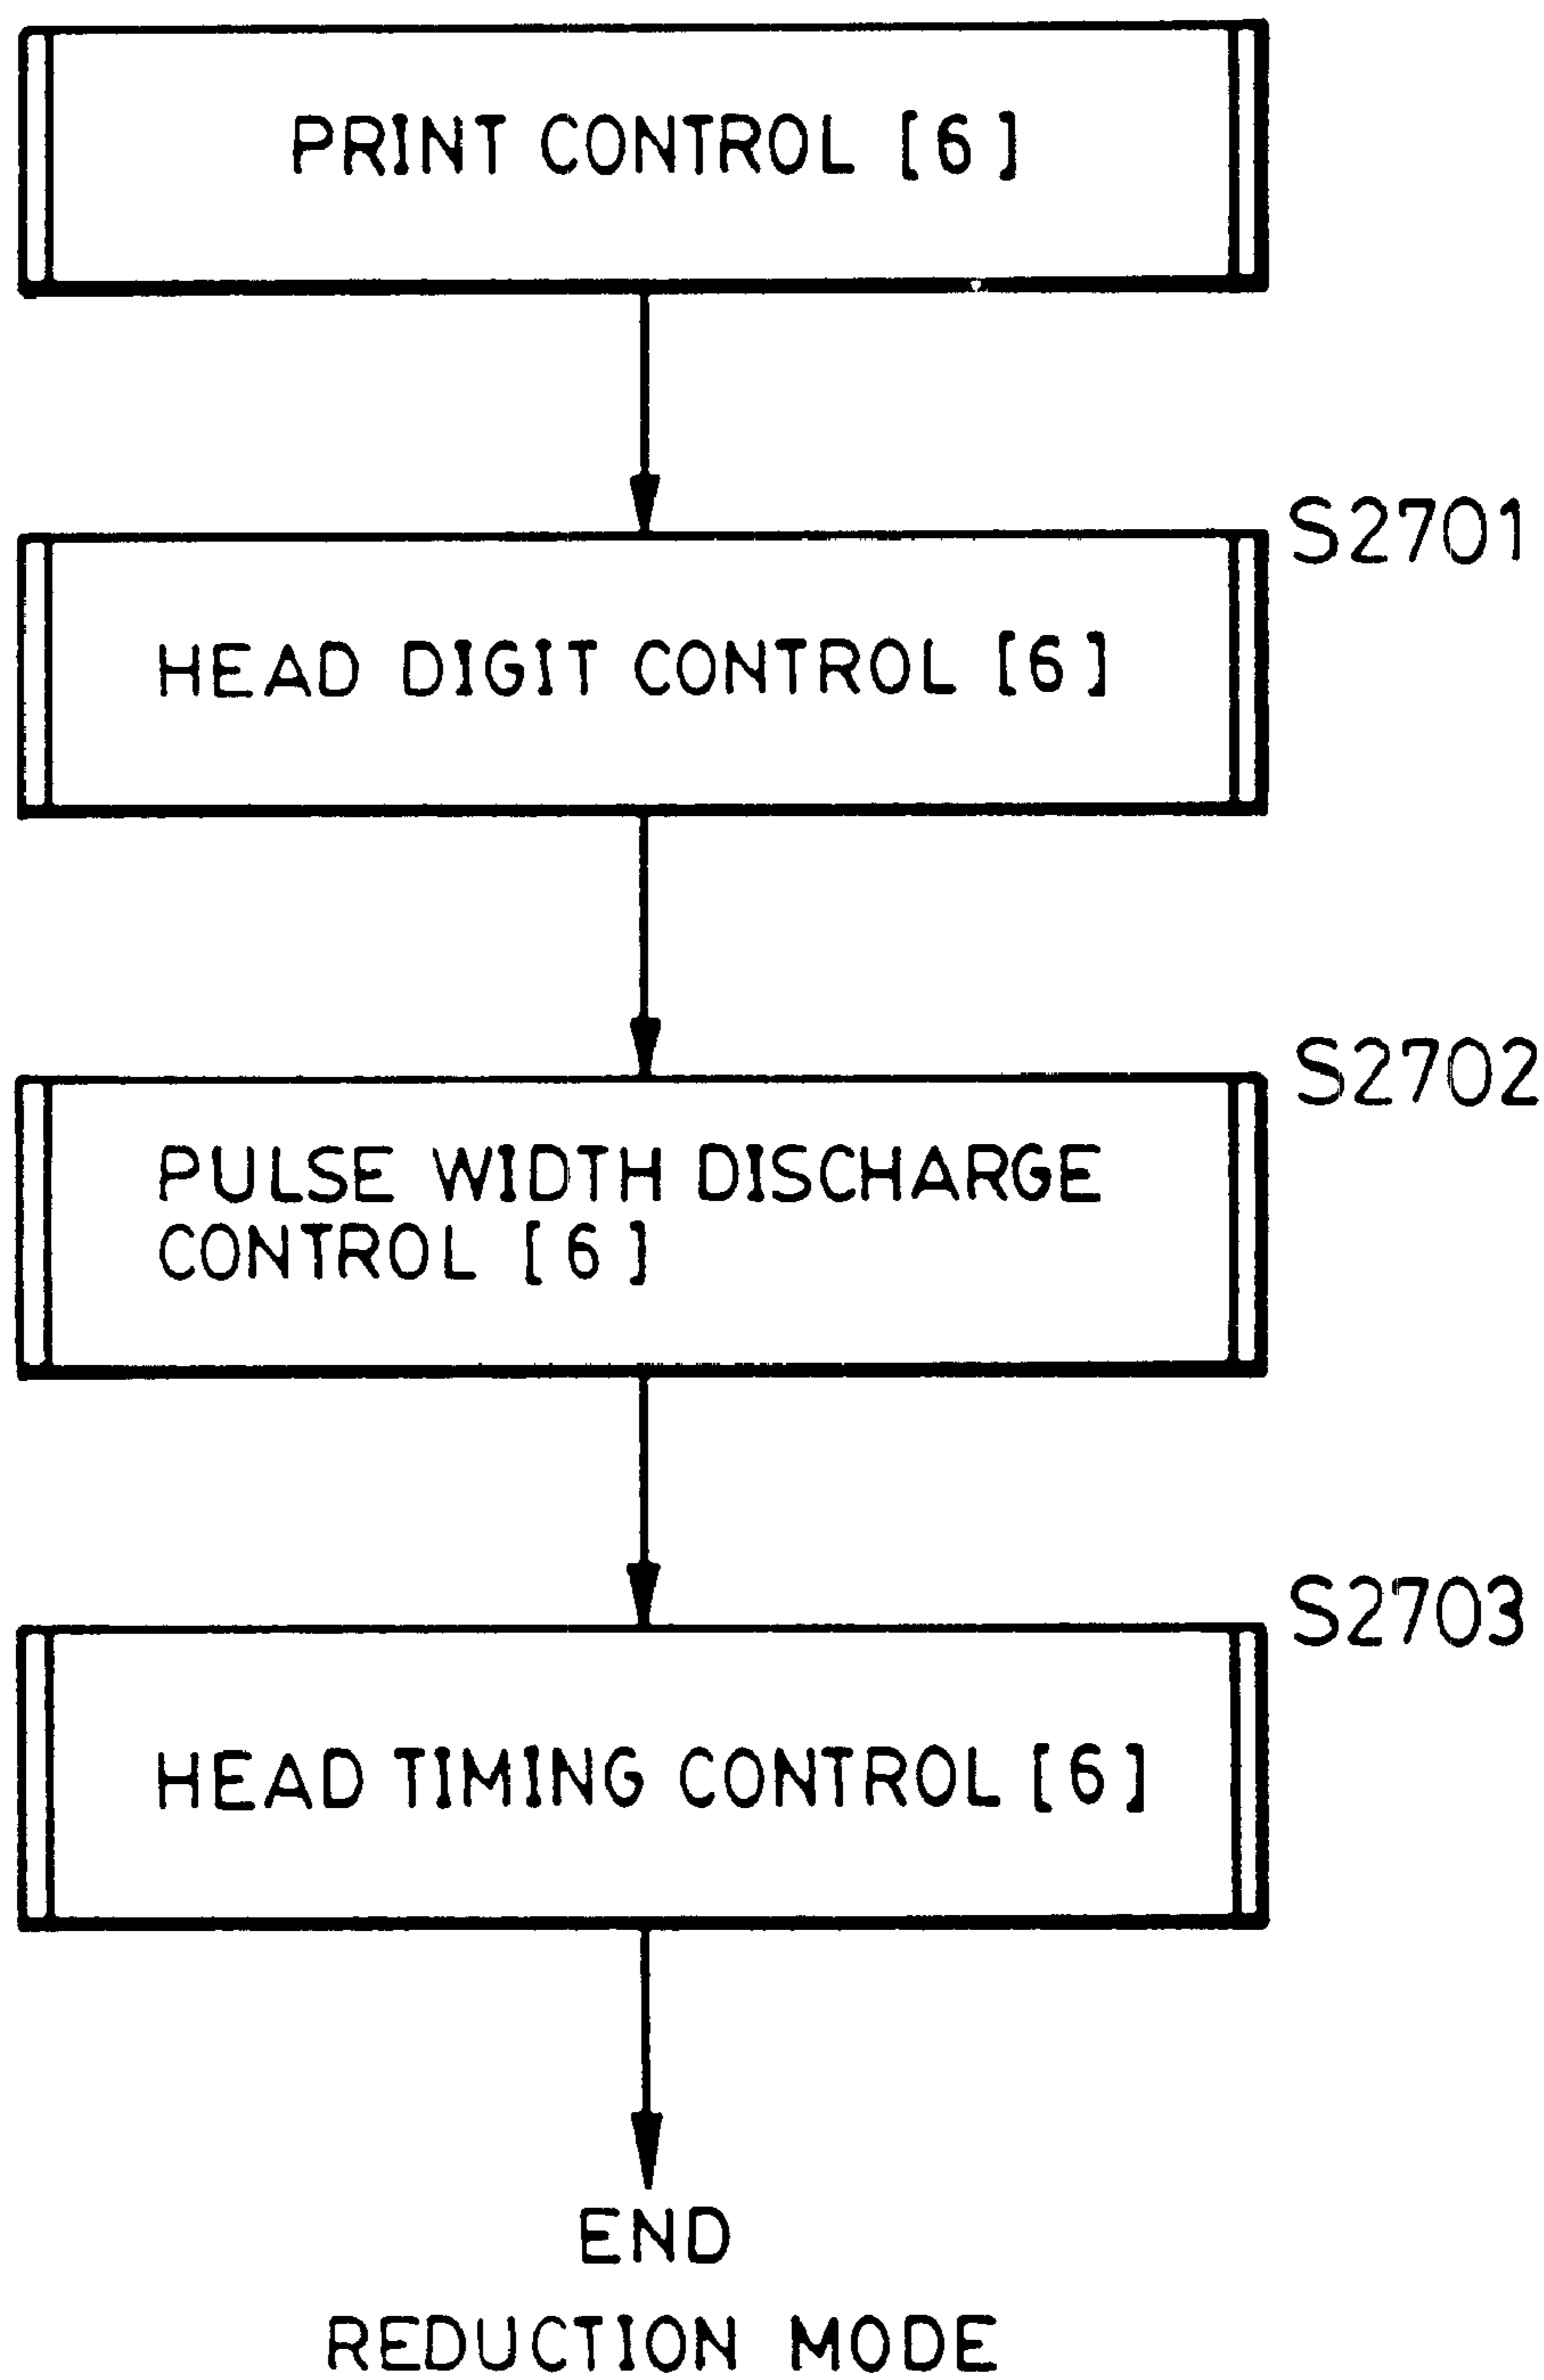 PRINT CONTROL [6]
S2701
HEAD DIGIT CONTROL [6]
S2702
PULSE WIDTH DISCHARGE
CONTROL [6]
S2703
HEAD TIMING CONTROL [6]
END
REDUCTION MODE